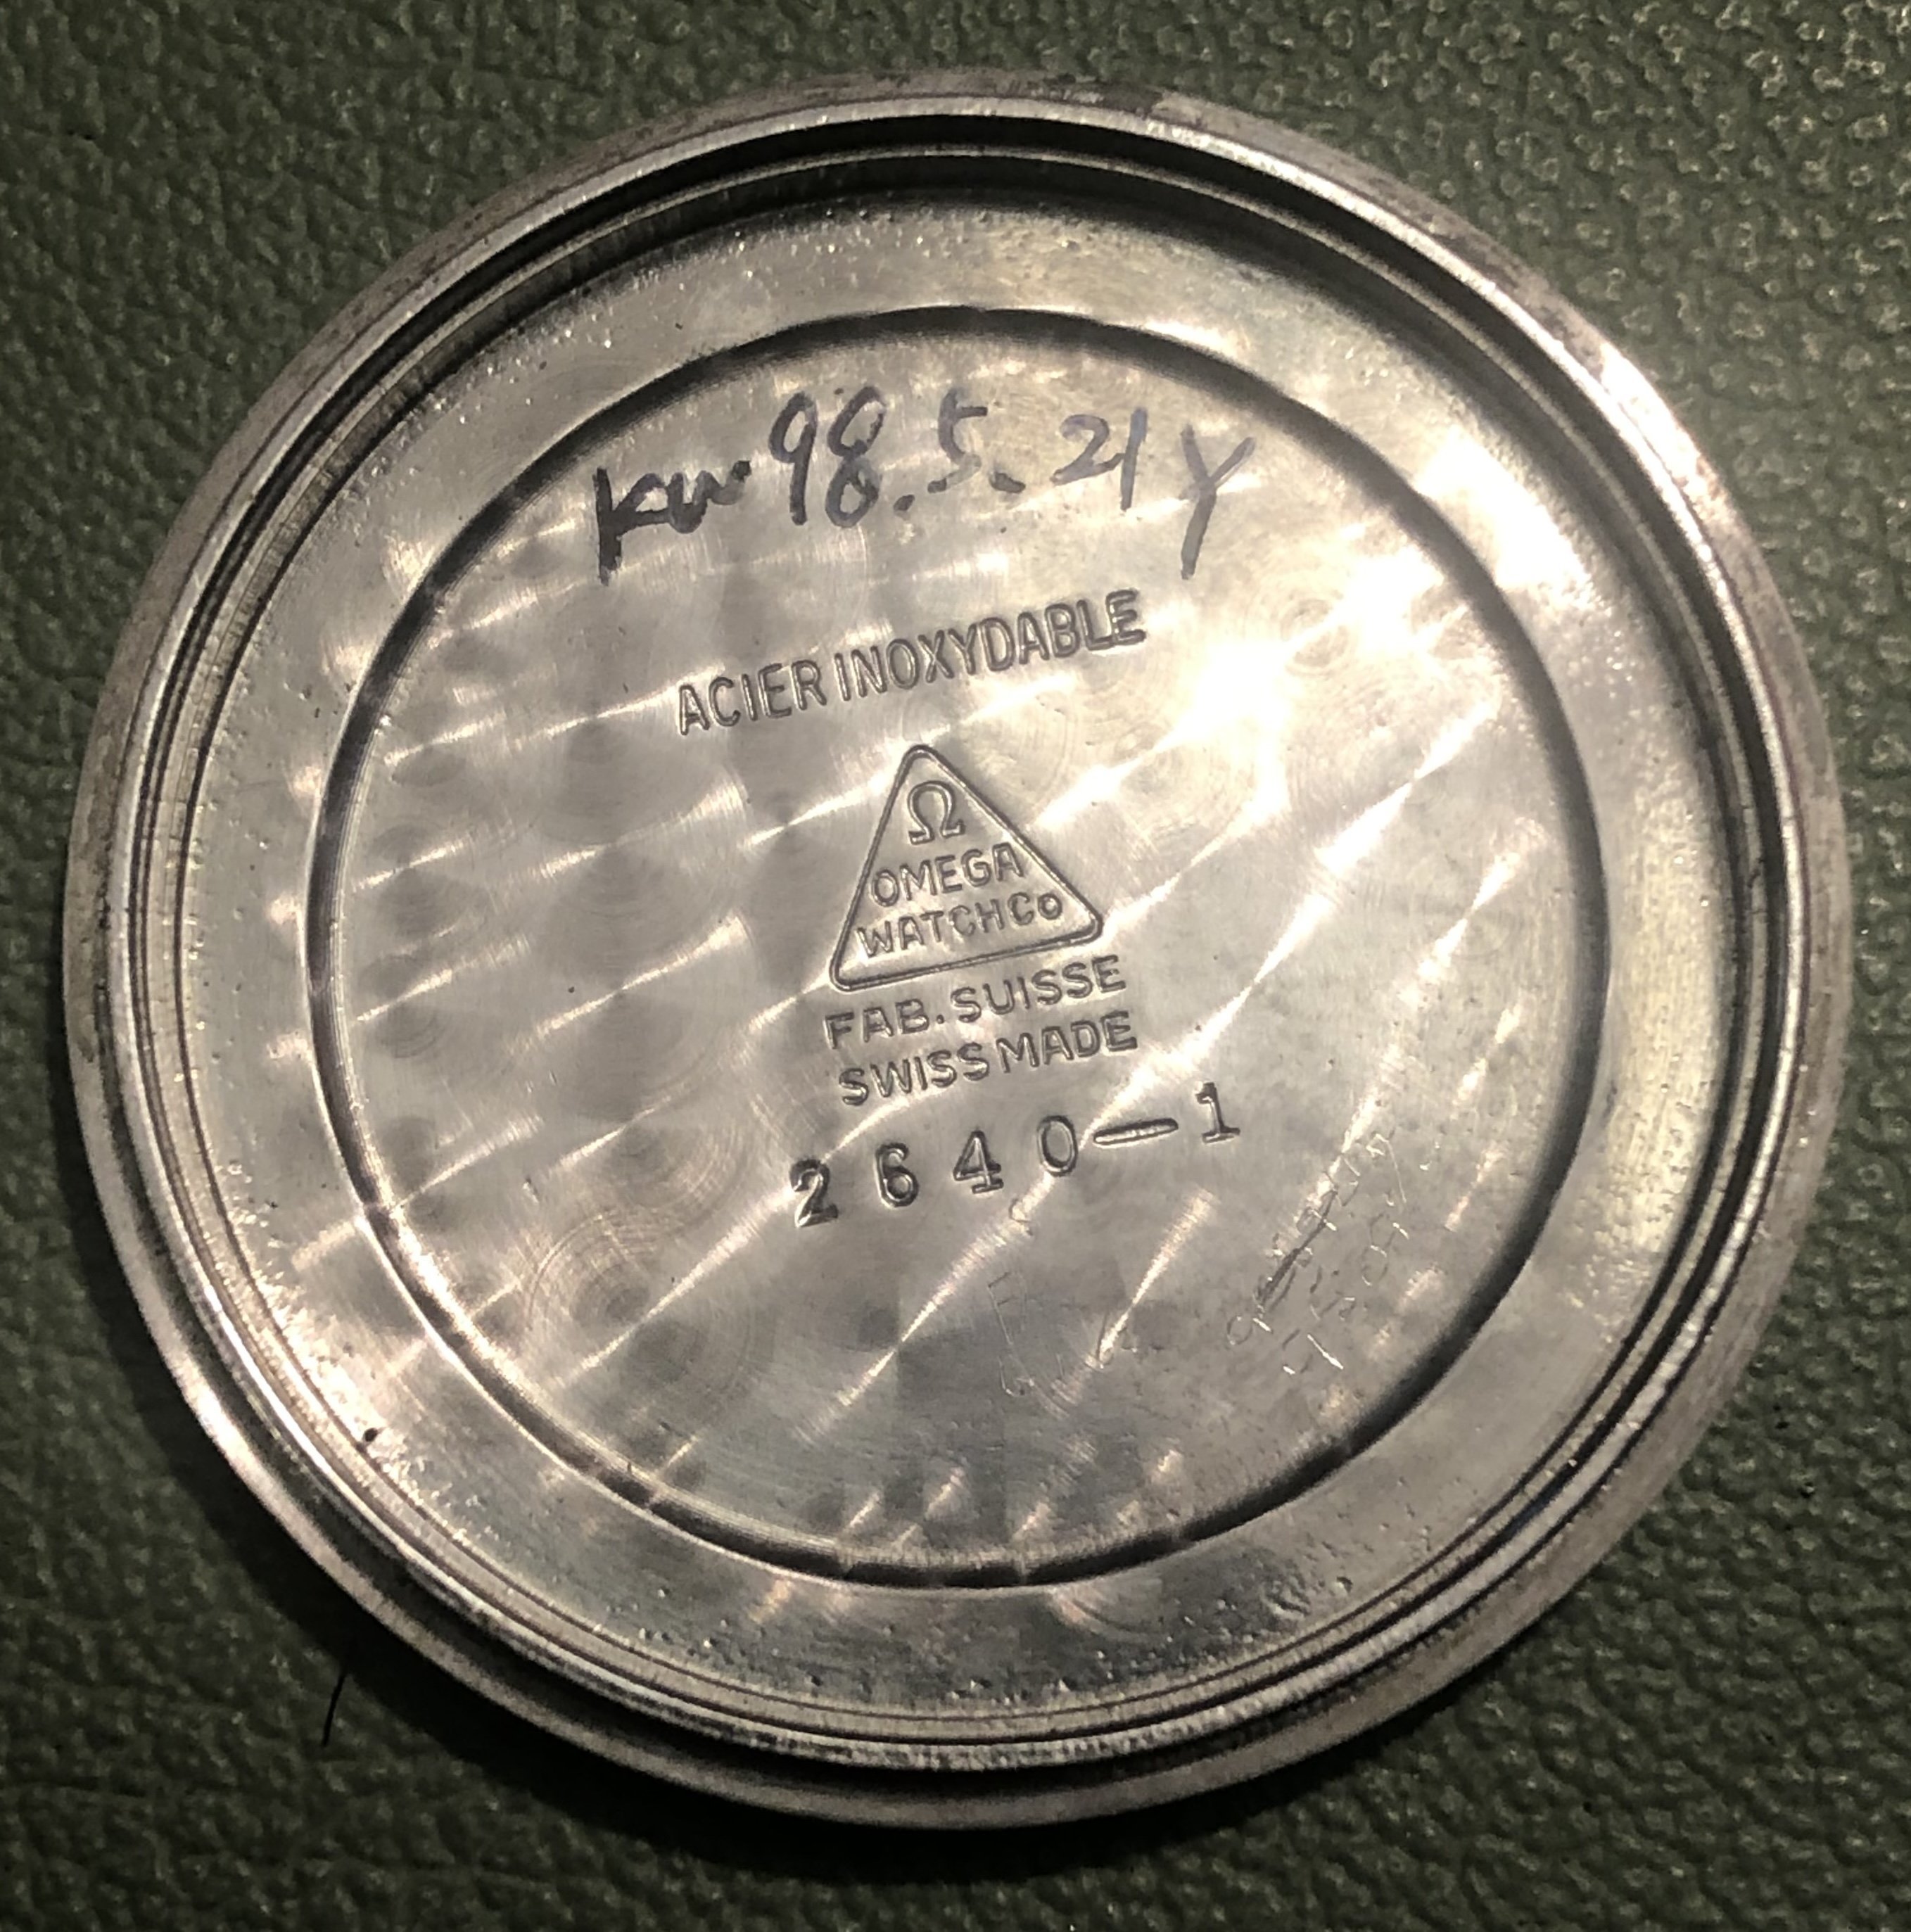 kw 98.5.21 Y
ACIER INOXYDABLE
Ω
OMEGA
WATCH Co
FAB. SUISSE
SWISS MADE
2640-1